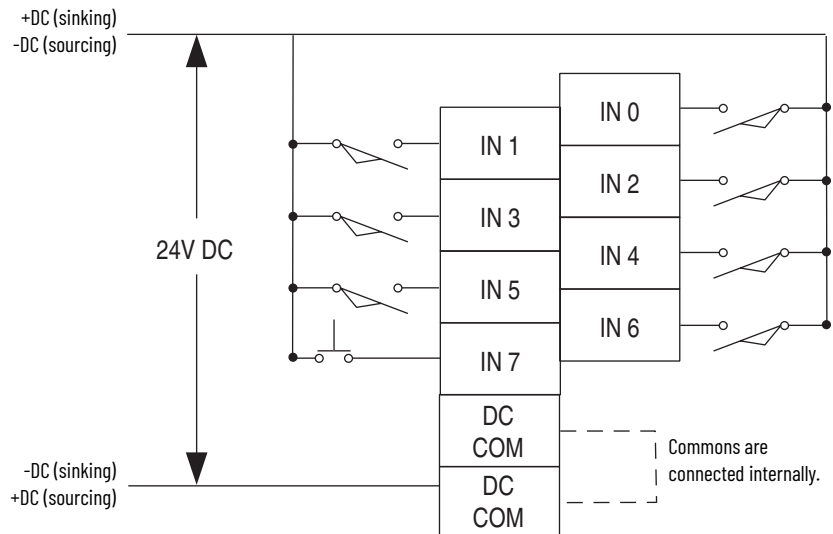 +DC (sinking)
-DC (sourcing)
IN 0
IN 1
IN 2
IN 3
24V DC
IN 4
IN 5
IN 6
IN 7
DC
COM
Commons are
connected internally.
-DC (sinking)
+DC (sourcing)
DC
COM